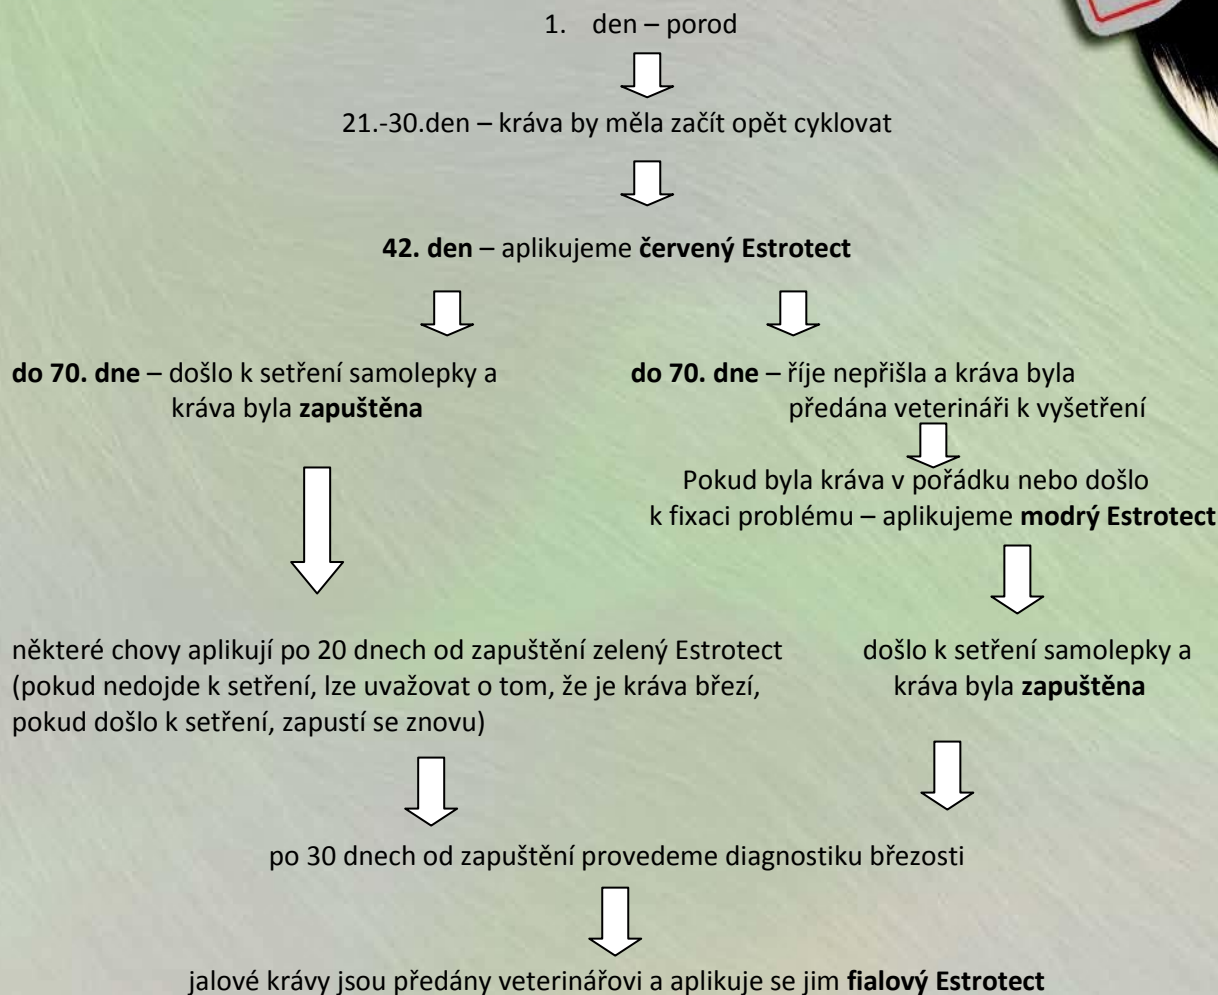 1. den – porod
21.-30.den – kráva by měla začít opět cyklovat
42. den – aplikujeme červený Estrotect
do 70. dne – došlo k setření samolepky a
kráva byla zapuštěna
do 70. dne – říje nepřišla a kráva byla
předána veterináři k vyšetření
Pokud byla kráva v pořádku nebo došlo
k fixaci problému – aplikujeme modrý Estrotect
některé chovy aplikují po 20 dnech od zapuštění zelený Estrotect
(pokud nedojde k setření, lze uvažovat o tom, že je kráva březí,
pokud došlo k setření, zapustí se znovu)
došlo k setření samolepky a
kráva byla zapuštěna
po 30 dnech od zapuštění provedeme diagnostiku březosti
jalové krávy jsou předány veterinářovi a aplikuje se jim fialový Estrotect